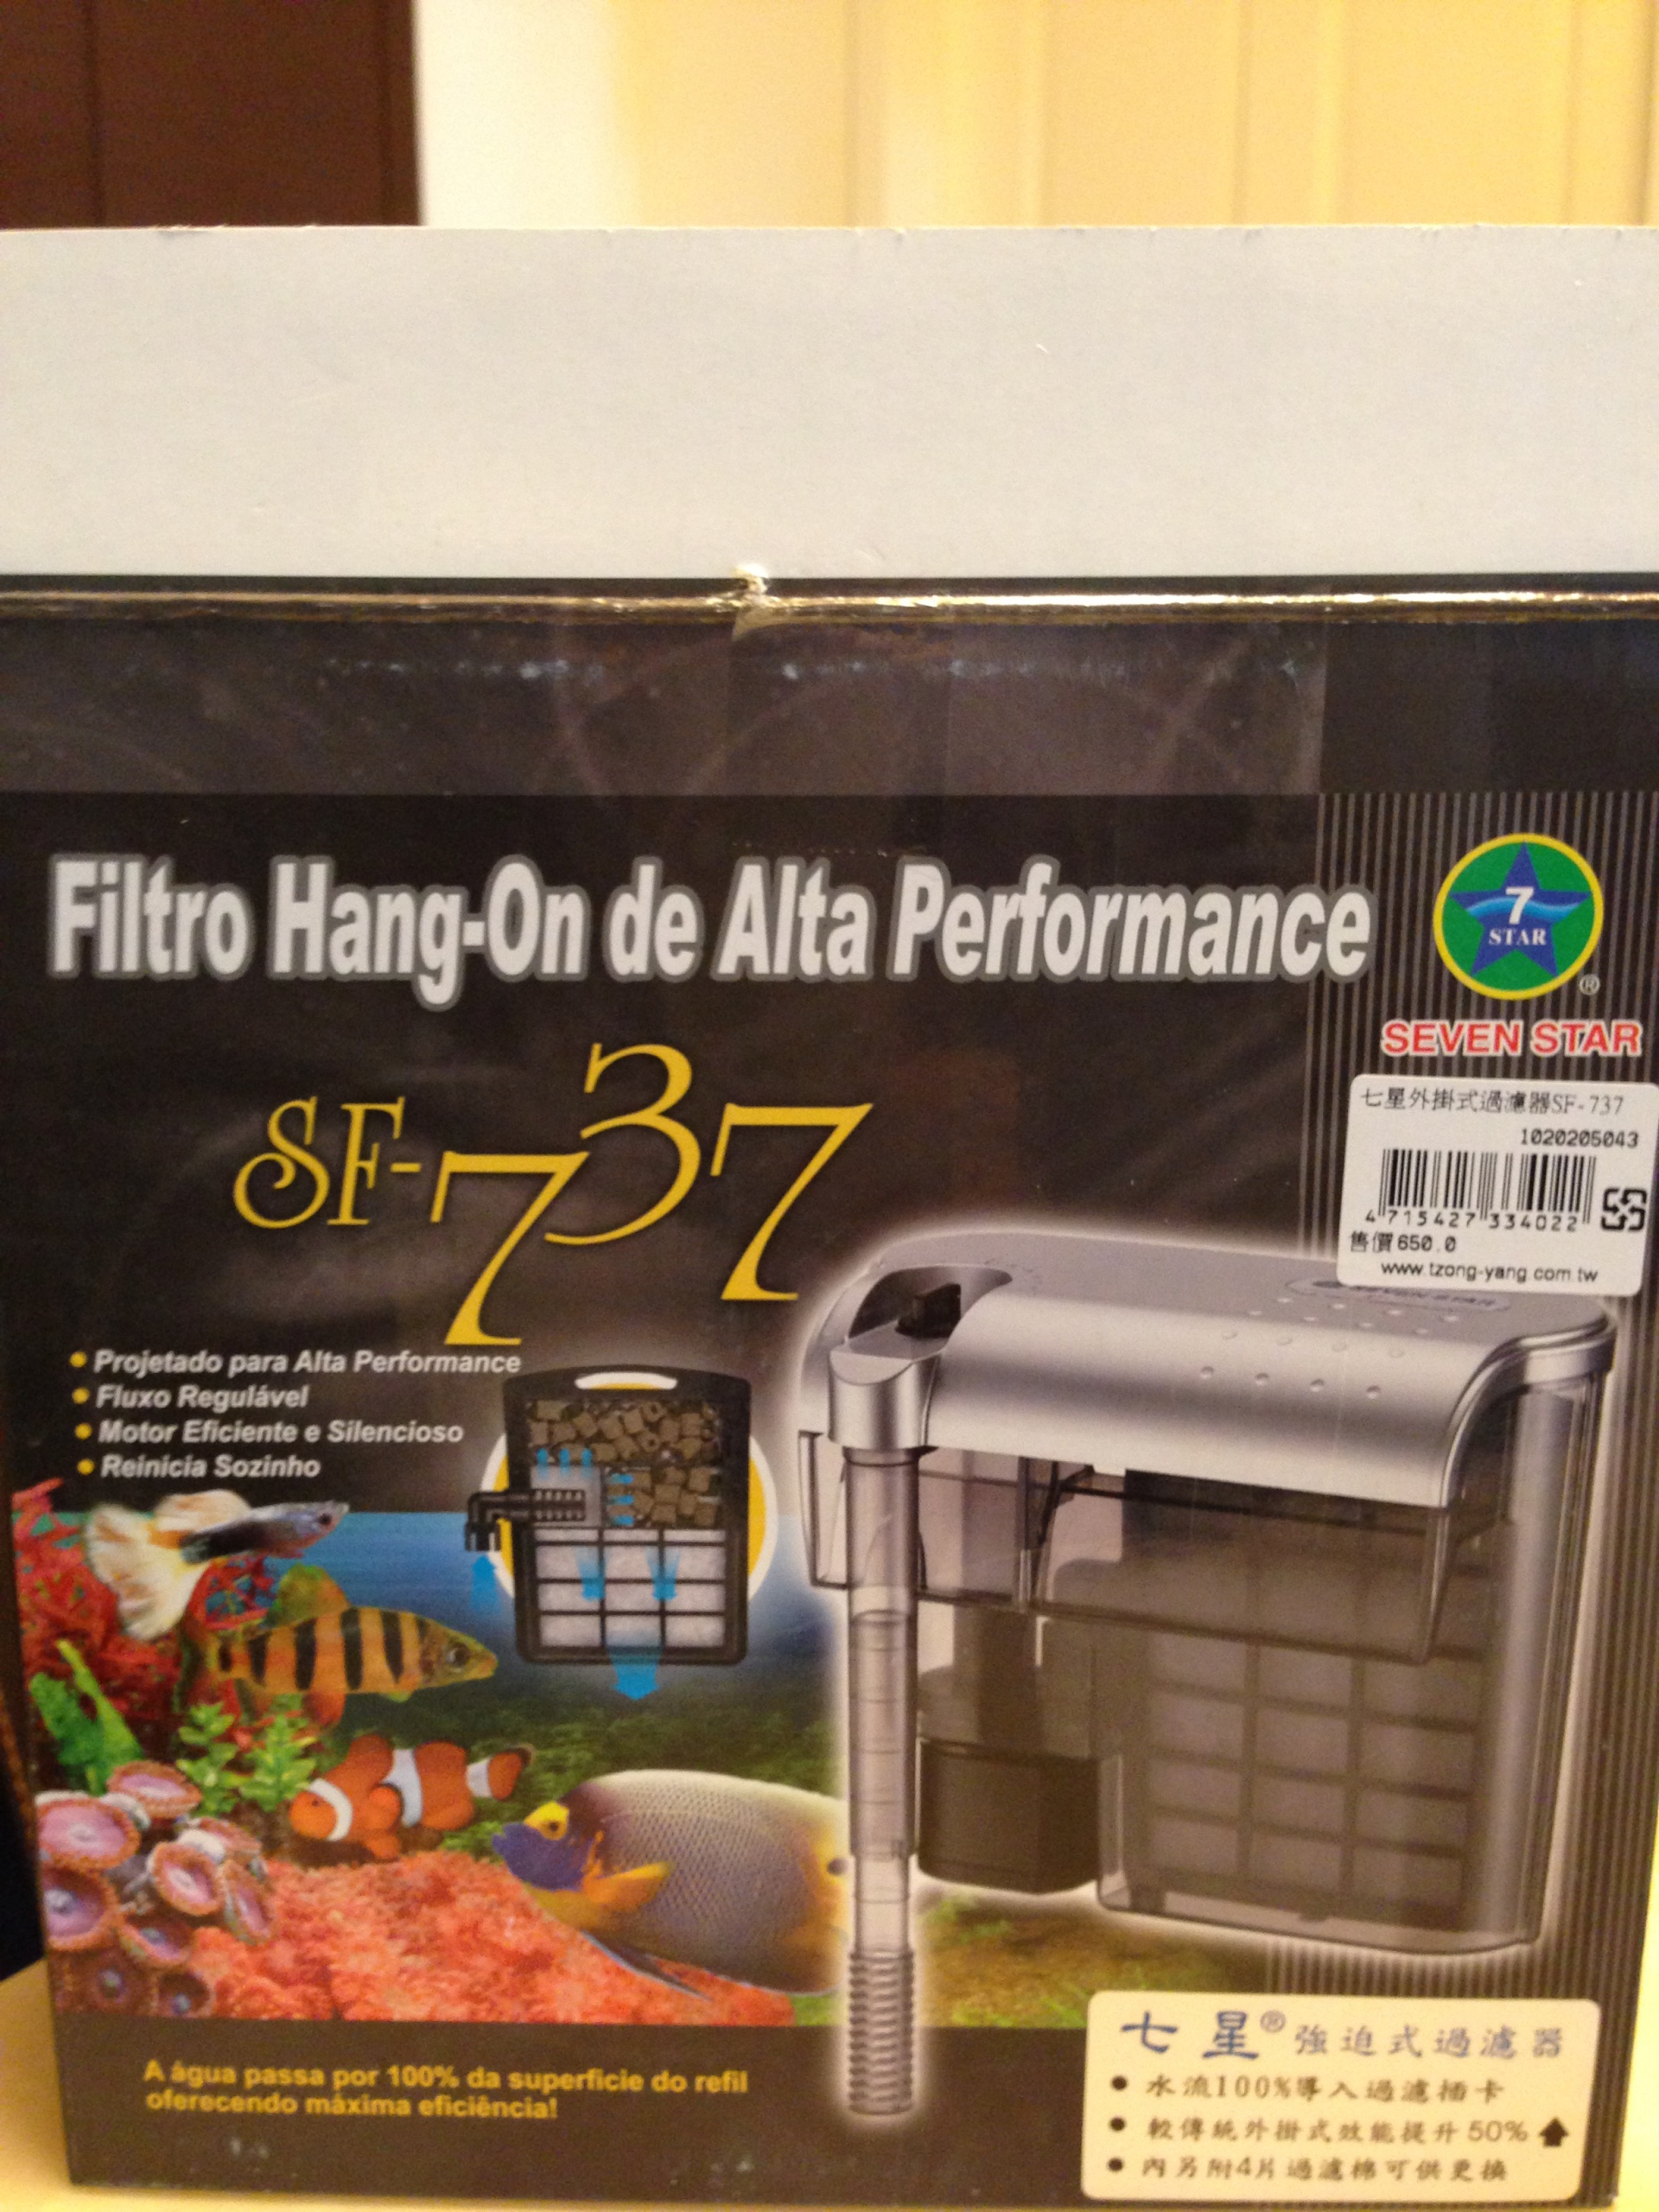 Filtro Hang-On de Alta Performance
7
STAR
®
SEVEN STAR
SF-737
七星外掛式過濾器SF-737
1020205043
4715427334022
售價650.0
www.tzong-yang.com.tw
SEVEN STAR
Projetado para Alta Performance
Fluxo Regulável
Motor Eficiente e Silencioso
Reinicia Sozinho
A água passa por 100% da superficie do refil
oferecendo máxima eficiência!
七星®強迫式過濾器
水流100%導入過濾插卡
較傳統外掛式效能提升50%
內另附4片過濾棉可供更換